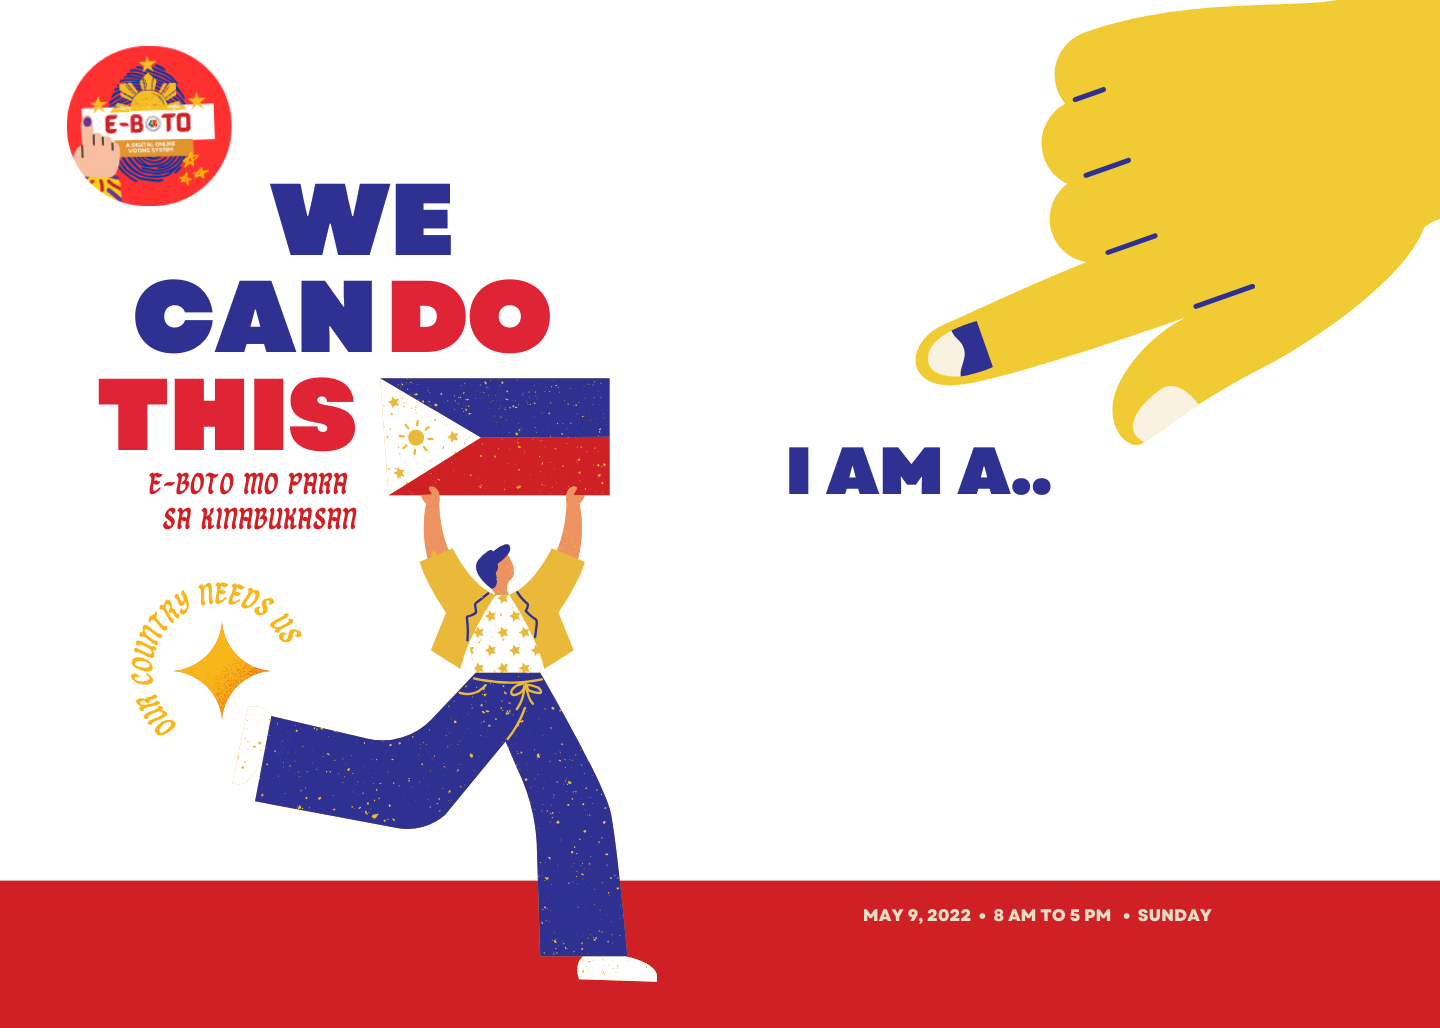 E-BOTO
A DIGITAL ONLINE
VOTING SYSTEM
WE
CAN DO
THIS
E-BOTO MO PARA
SA KINABUKASAN
OUR COUNTRY NEEDS US
I AM A..
MAY 9, 2022 • 8 AM TO 5 PM • SUNDAY